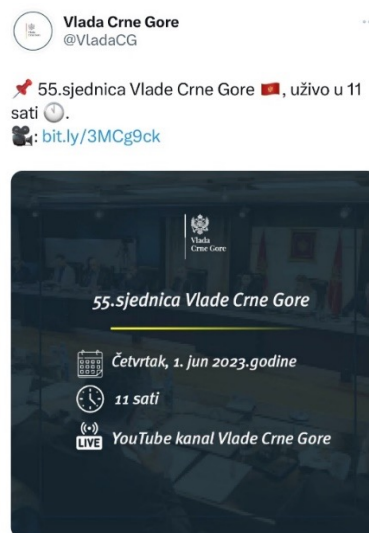 Vlada Crne Gore
@VladaCG
55.sjednica Vlade Crne Gore 🇲🇪, uživo u 11
sati 🕚.
🎥: bit.ly/3MCg9ck
Vlada
Crne Gore
55.sjednica Vlade Crne Gore
Četvrtak, 1. jun 2023.godine
11 sati
LIVE YouTube kanal Vlade Crne Gore